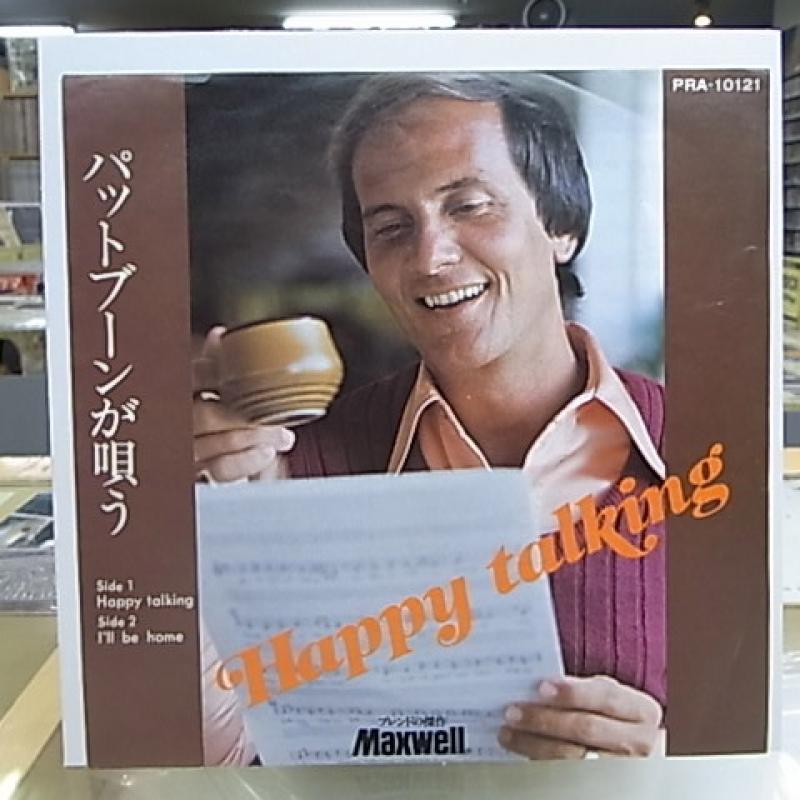 PRA-10121
パットブーンが唄う
Side 1
Happy talking
Side 2
I'll be home
Happy talking
ブレンドの傑作
Maxwell